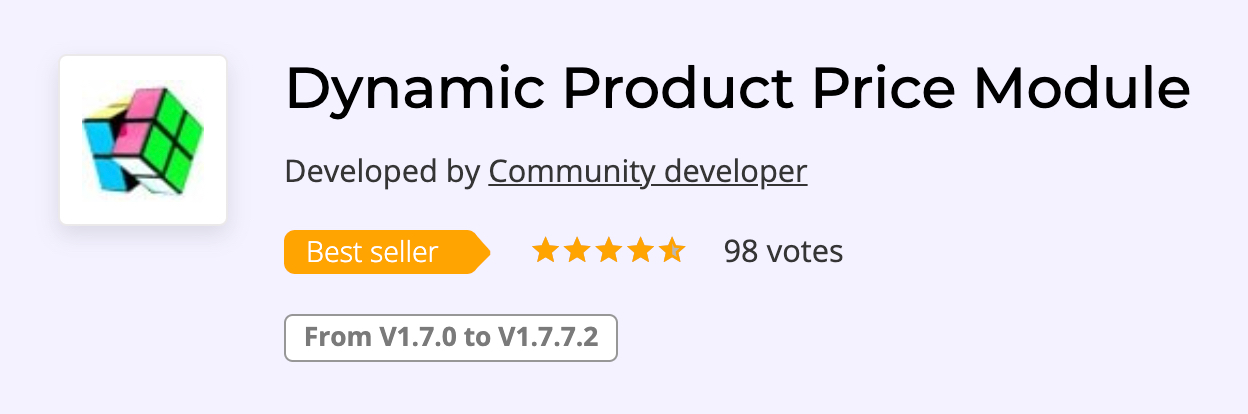 Dynamic Product Price Module
Developed by Community developer
Best seller 98 votes
From V1.7.0 to V1.7.7.2